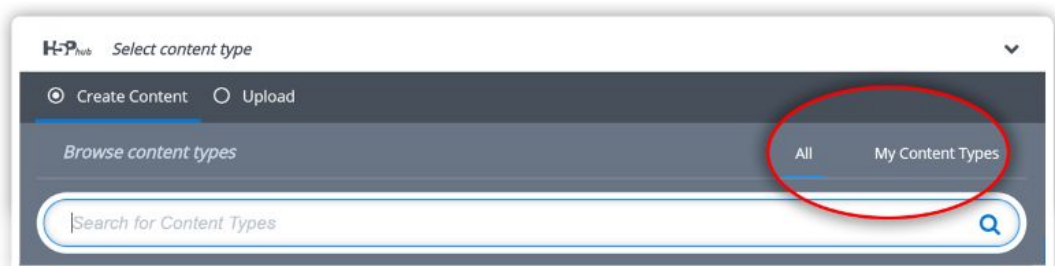 H5P hub Select content type
Create Content Upload
Browse content types All My Content Types
Search for Content Types